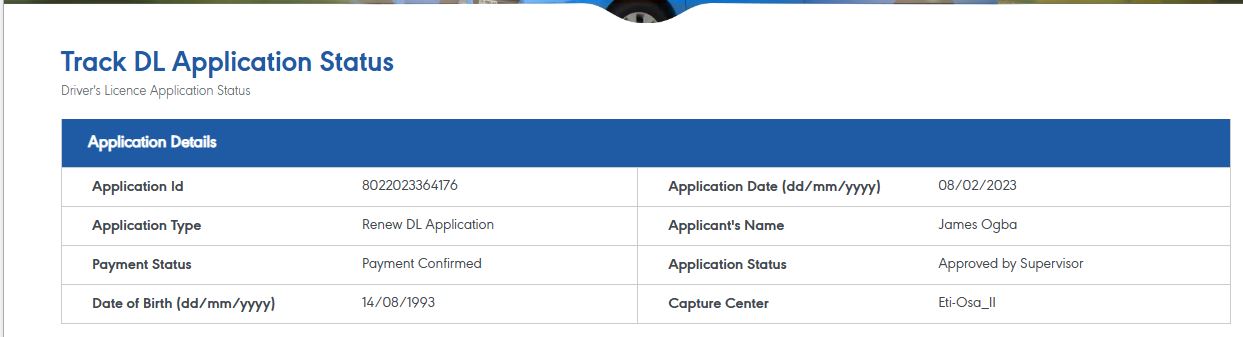 Track DL Application Status
Driver's Licence Application Status
Application Details
Application Id 8022023364176 Application Date (dd/mm/yyyy) 08/02/2023
Application Type Renew DL Application Applicant's Name James Ogba
Payment Status Payment Confirmed Application Status Approved by Supervisor
Date of Birth (dd/mm/yyyy) 14/08/1993 Capture Center Eti-Osa_II